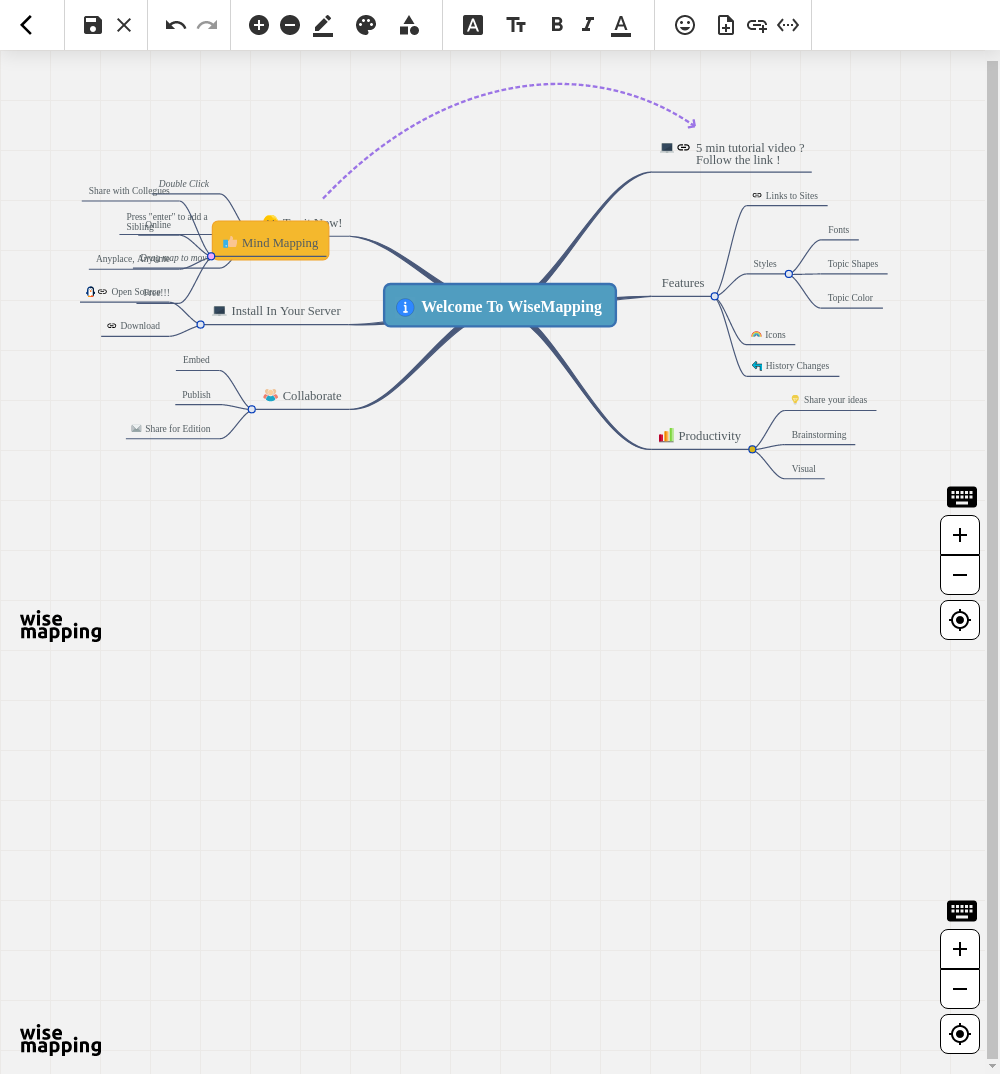 5 min tutorial video ?
Follow the link !
Double Click
Share with Collegues
Links to Sites
Press "enter" to add a
Sibling
Online
Try it Now!
Fonts
Mind Mapping
Anyplace, Anytime
Drag map to move
Styles
Topic Shapes
Features
Open Source
Free!!!
Topic Color
Install In Your Server
Welcome To WiseMapping
Download
Icons
Embed
History Changes
Publish
Collaborate
Share your ideas
Share for Edition
Productivity
Brainstorming
Visual
wise
mapping
wise
mapping